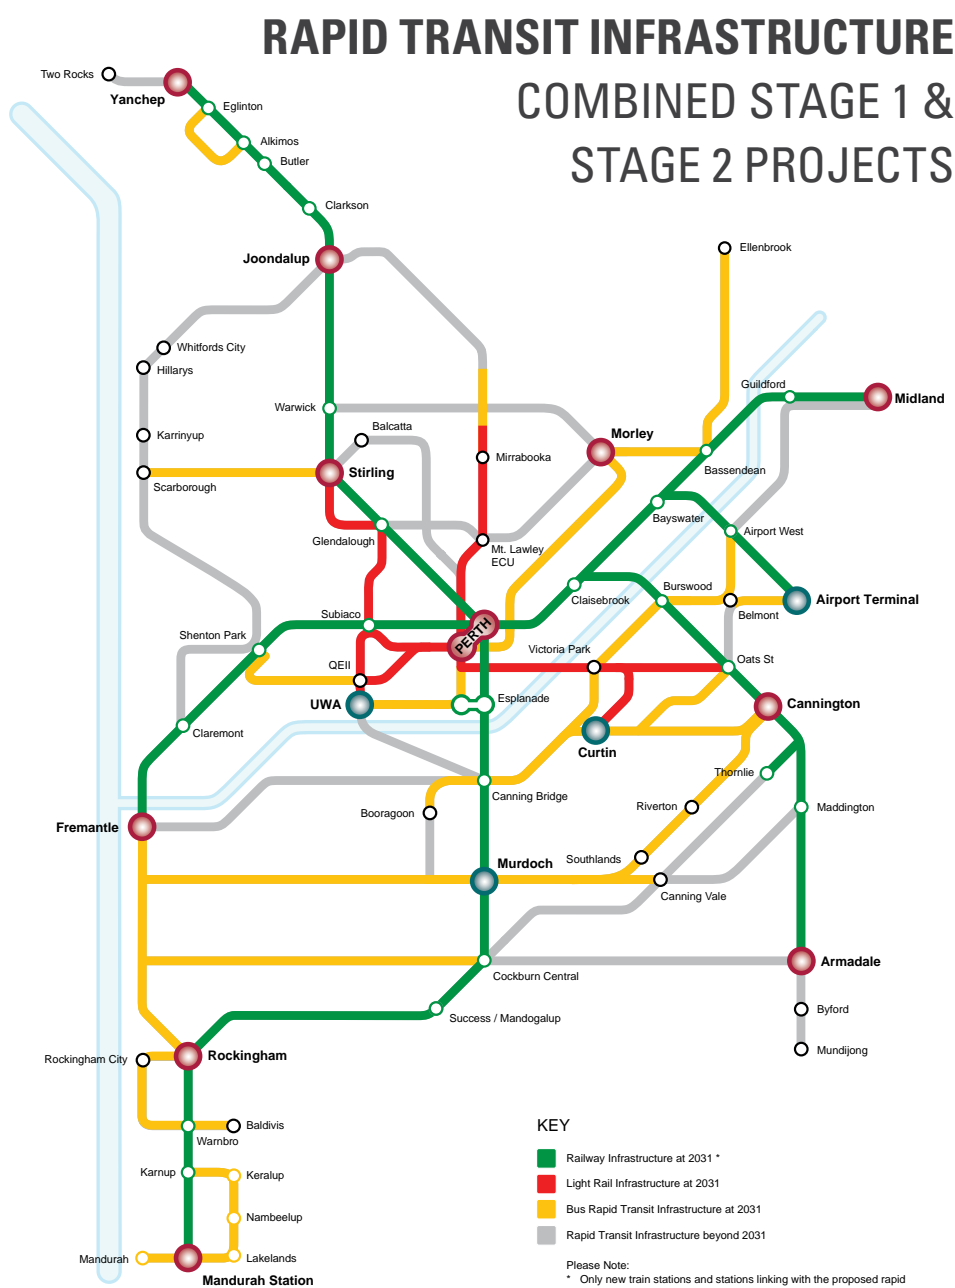 RAPID TRANSIT INFRASTRUCTURE
COMBINED STAGE 1 &
STAGE 2 PROJECTS
Two Rocks
Yanchep
Eglinton
Alkimos
Butler
Clarkson
Joondalup
Ellenbrook
Whitfords City
Hillarys
Guildford
Midland
Warwick
Balcatta
Morley
Karrinyup
Mirrabooka
Stirling
Bassendean
Scarborough
Bayswater
Airport West
Glendalough
Mt. Lawley
ECU
Claisebrook
Burswood
Airport Terminal
Subiaco
Belmont
PERTH
Shenton Park
Victoria Park
Oats St
QEII
UWA
Esplanade
Cannington
Claremont
Curtin
Thornlie
Canning Bridge
Booragoon
Riverton
Maddington
Fremantle
Southlands
Murdoch
Canning Vale
Armadale
Cockburn Central
Byford
Success / Mandogalup
Mundijong
Rockingham
Rockingham City
Baldivis
Warnbro
Karnup
Keralup
Nambeelup
Mandurah
Lakelands
Mandurah Station
KEY
Railway Infrastructure at 2031 *
Light Rail Infrastructure at 2031
Bus Rapid Transit Infrastructure at 2031
Rapid Transit Infrastructure beyond 2031
Please Note:
* Only new train stations and stations linking with the proposed rapid